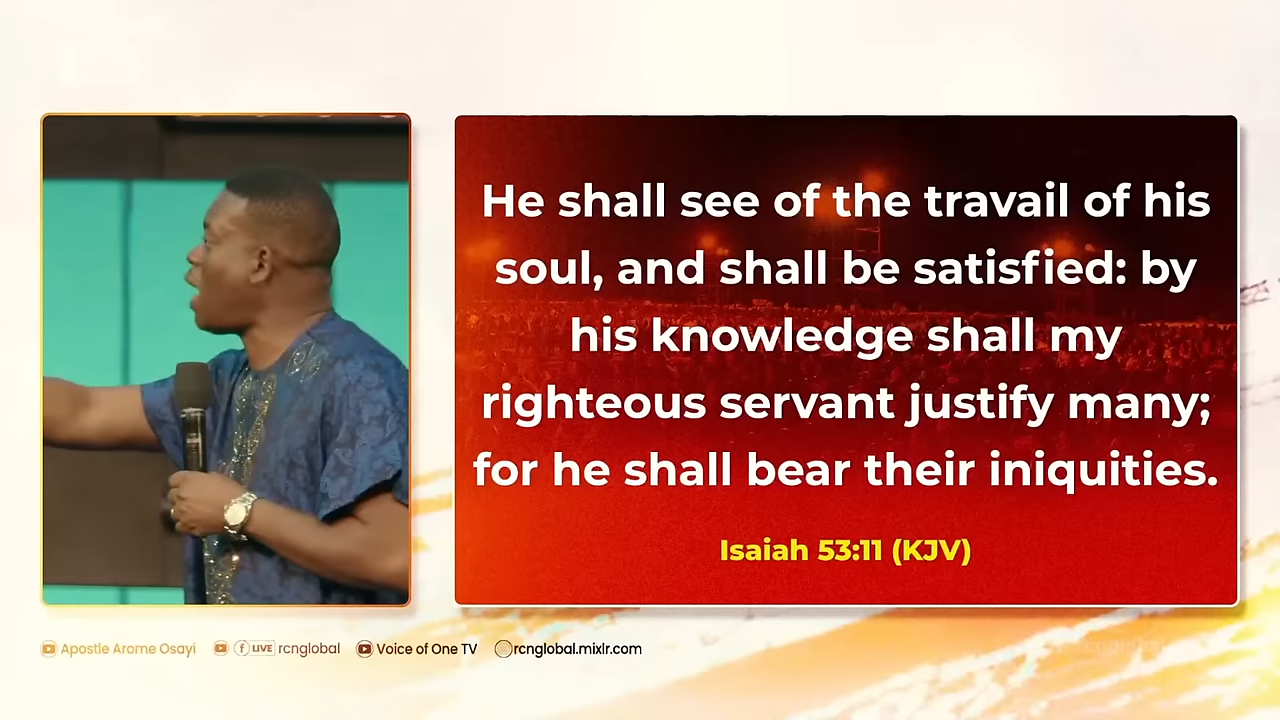 He shall see of the travail of his
soul, and shall be satisfied: by
his knowledge shall my
righteous servant justify many;
for he shall bear their iniquities.
Isaiah 53:11 (KJV)
Apostle Arome Osayi LIVE rcnglobal Voice of One TV rcnglobal.mixlr.com